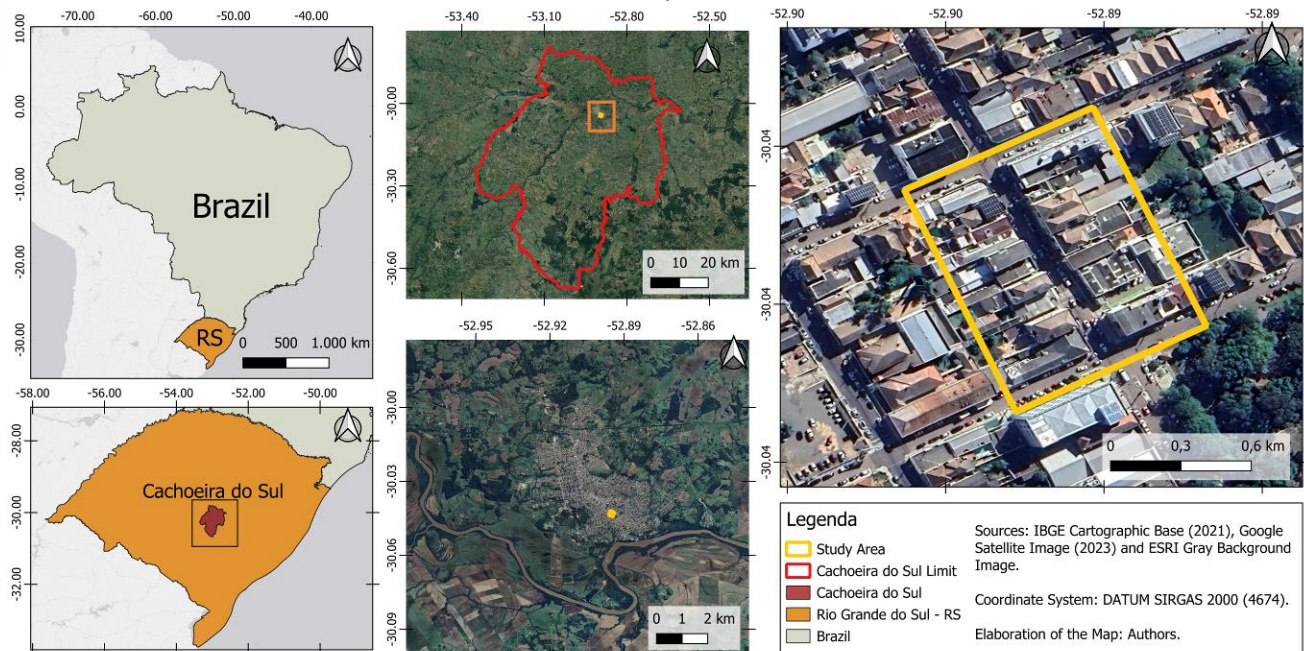 -70.00 -60.00 -50.00 -40.00
10.00
0.00
-10.00
-20.00
-30.00
Brazil
RS
0 500 1.000 km
-58.00 -56.00 -54.00 -52.00 -50.00
-28.00
-30.00
-32.00
Cachoeira do Sul
-53.40 -53.10 -52.80 -52.50
-30.00
-30.30
-30.60
0 10 20 km
-52.95 -52.92 -52.89 -52.86
-30.00
-30.03
-30.06
-30.09
0 1 2 km
-52.90 -52.90 -52.89 -52.89
-30.04
-30.04
-30.04
0 0,3 0,6 km
Legenda
Study Area
Cachoeira do Sul Limit
Cachoeira do Sul
Rio Grande do Sul - RS
Brazil
Sources: IBGE Cartographic Base (2021), Google
Satellite Image (2023) and ESRI Gray Background
Image.
Coordinate System: DATUM SIRGAS 2000 (4674).
Elaboration of the Map: Authors.